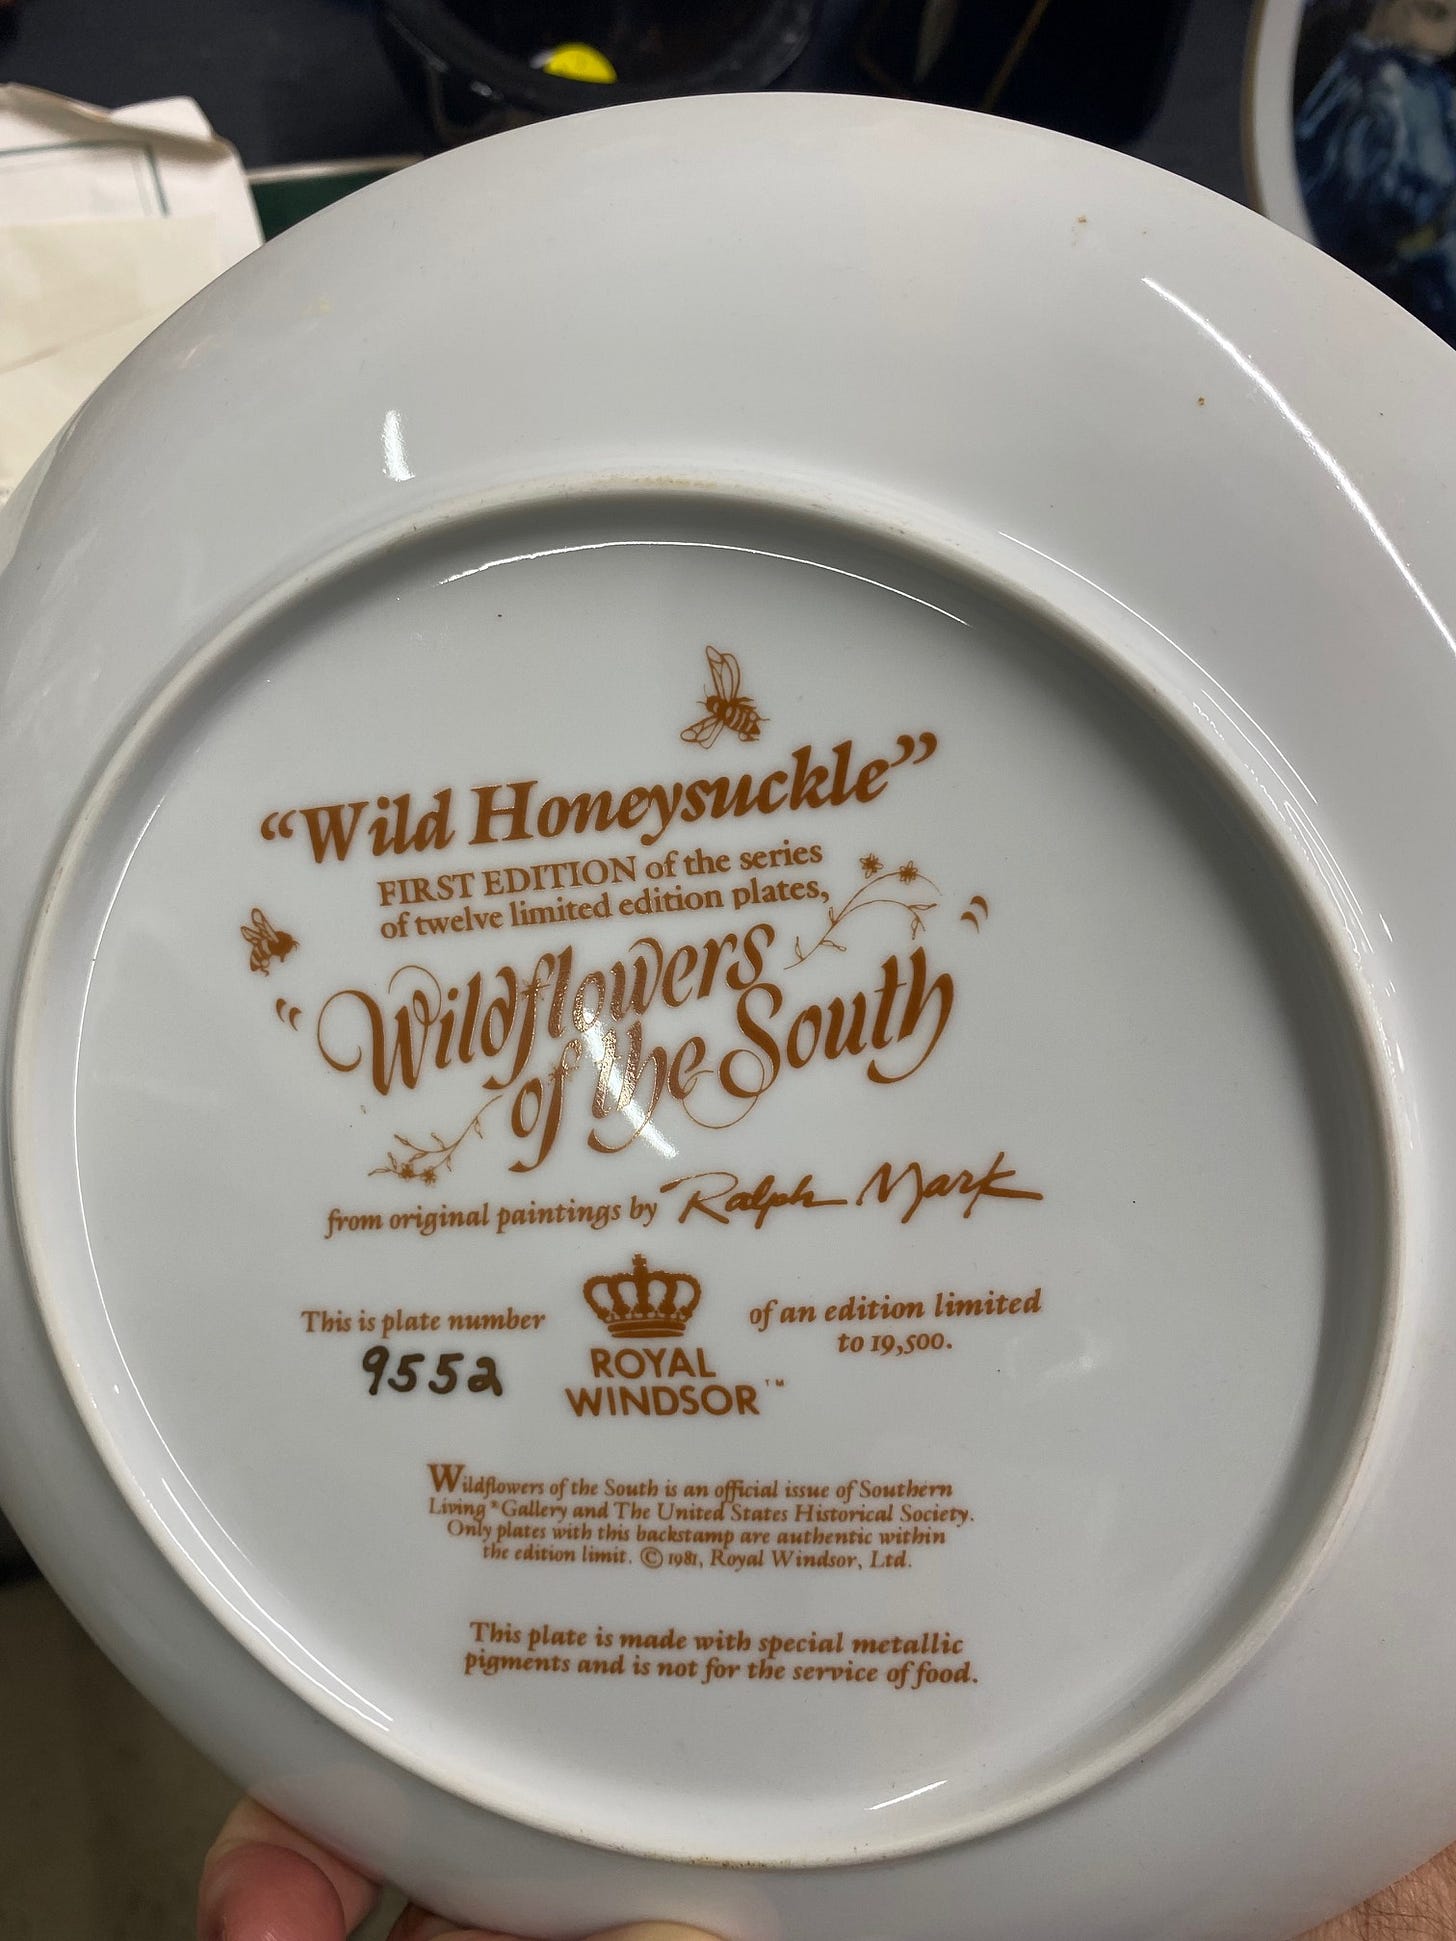 “Wild Honeysuckle”
FIRST EDITION of the series
of twelve limited edition plates,
“Wildflowers
of the South”
from original paintings by Ralph Mark
This is plate number
9552
ROYAL
WINDSOR™
of an edition limited
to 19,500.
Wildflowers of the South is an official issue of Southern
Living® Gallery and The United States Historical Society.
Only plates with this backstamp are authentic within
the edition limit. © 1981, Royal Windsor, Ltd.
This plate is made with special metallic
pigments and is not for the service of food.